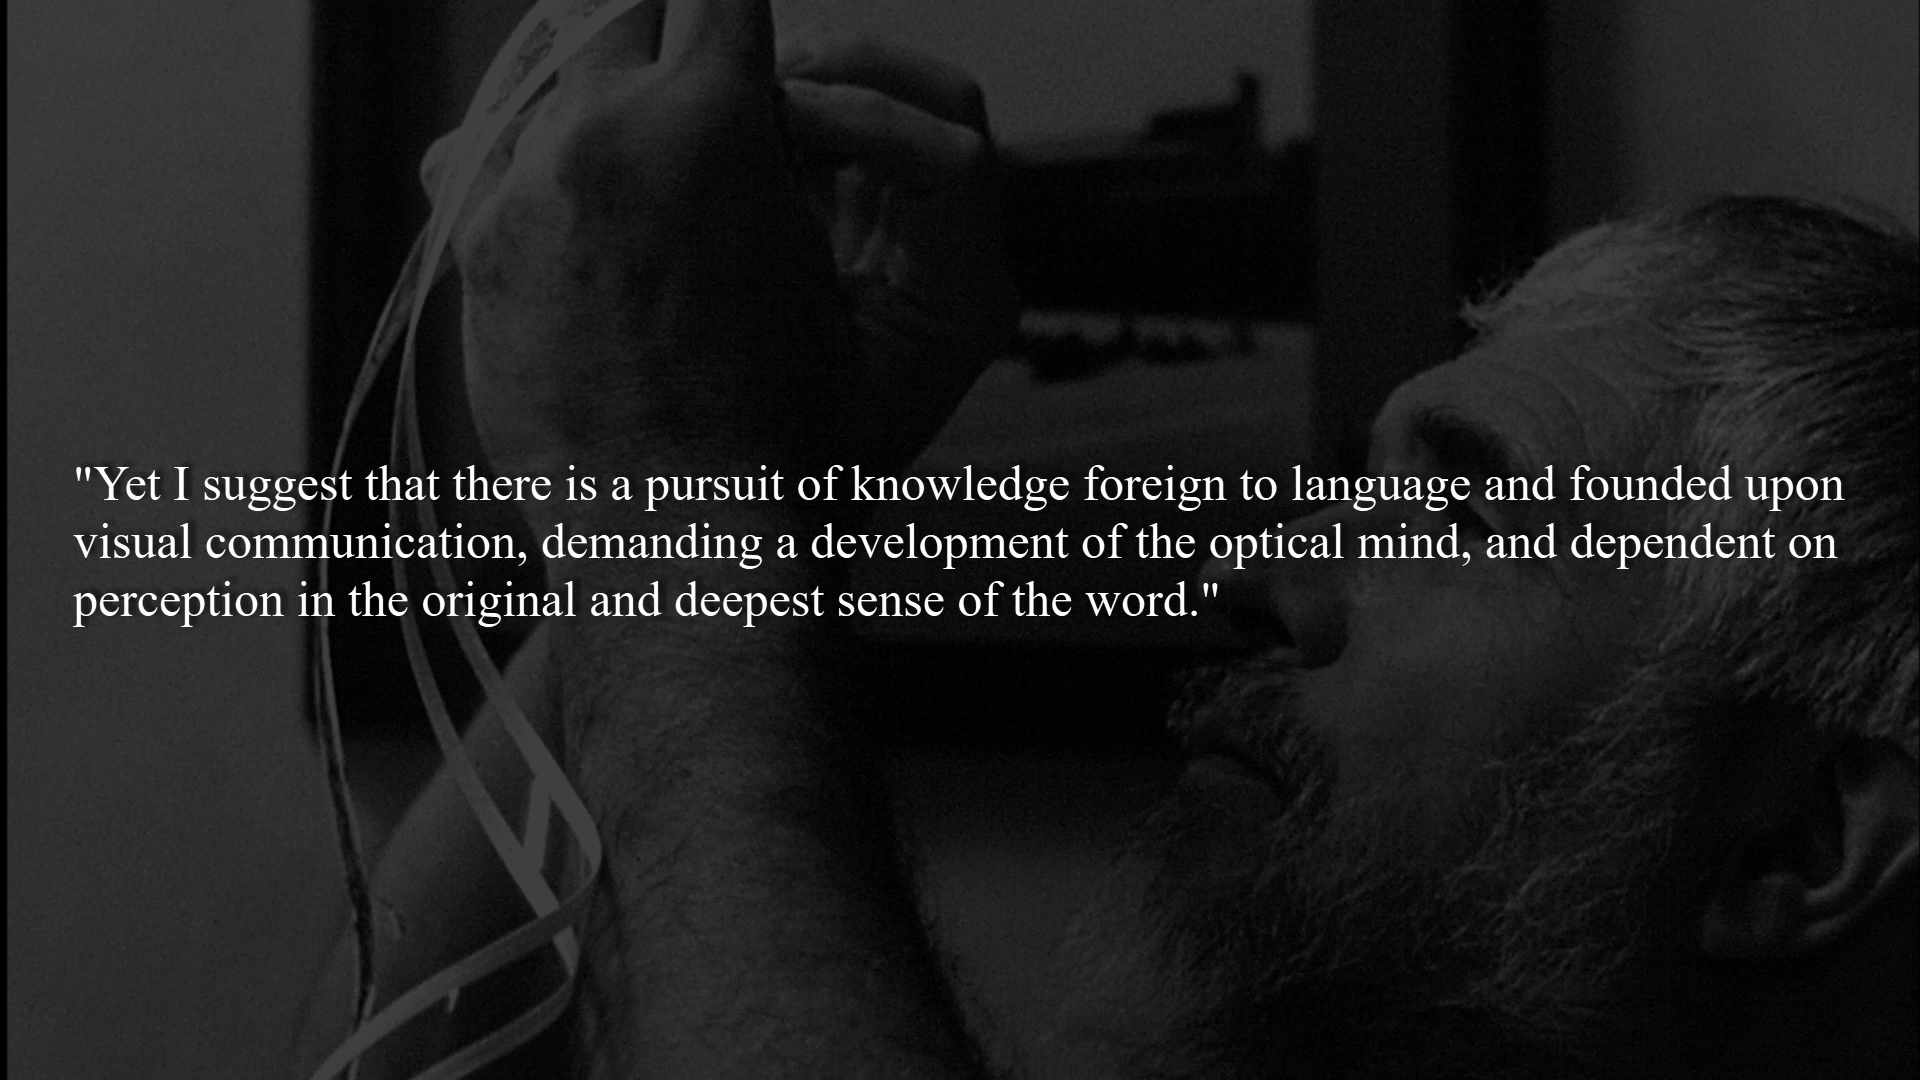 "Yet I suggest that there is a pursuit of knowledge foreign to language and founded upon
visual communication, demanding a development of the optical mind, and dependent on
perception in the original and deepest sense of the word."